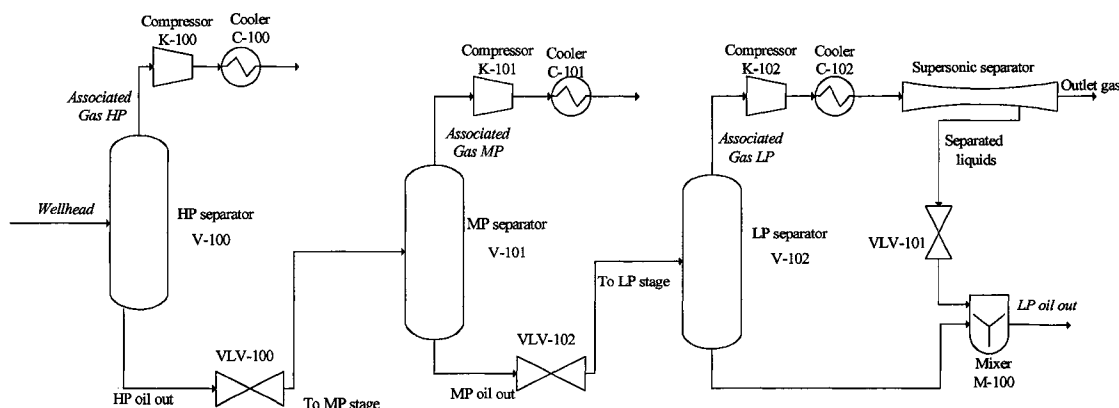 Compressor
K-100
Cooler
C-100
Associated
Gas HP
Wellhead
HP separator
V-100
VLV-100
HP oil out
To MP stage
Compressor
K-101
Cooler
C-101
Associated
Gas MP
MP separator
V-101
VLV-102
MP oil out
To LP stage
Compressor
K-102
Cooler
C-102
Associated
Gas LP
LP separator
V-102
Supersonic separator
Outlet gas
Separated
liquids
VLV-101
LP oil out
Mixer
M-100